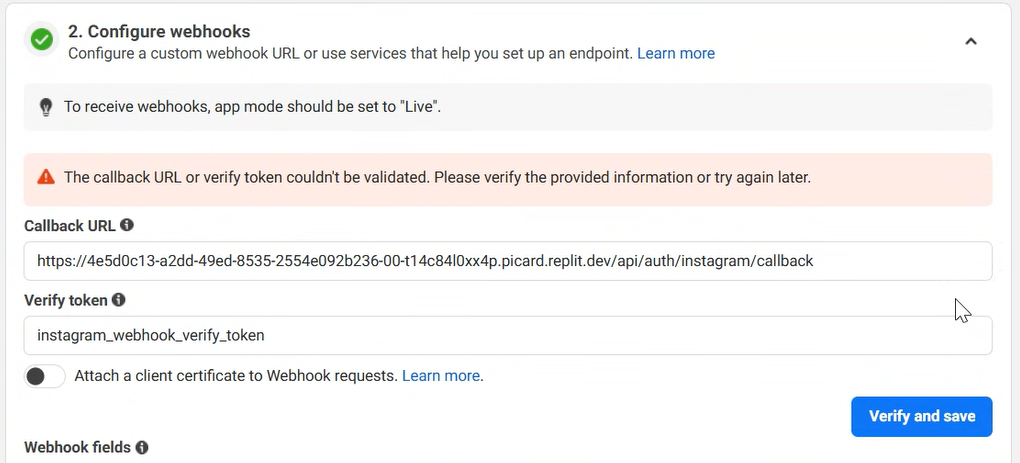 2. Configure webhooks
Configure a custom webhook URL or use services that help you set up an endpoint. Learn more
To receive webhooks, app mode should be set to "Live".
The callback URL or verify token couldn't be validated. Please verify the provided information or try again later.
Callback URL
https://4e5d0c13-a2dd-49ed-8535-2554e092b236-00-t14c84l0xx4p.picard.replit.dev/api/auth/instagram/callback
Verify token
instagram_webhook_verify_token
Attach a client certificate to Webhook requests. Learn more.
Verify and save
Webhook fields